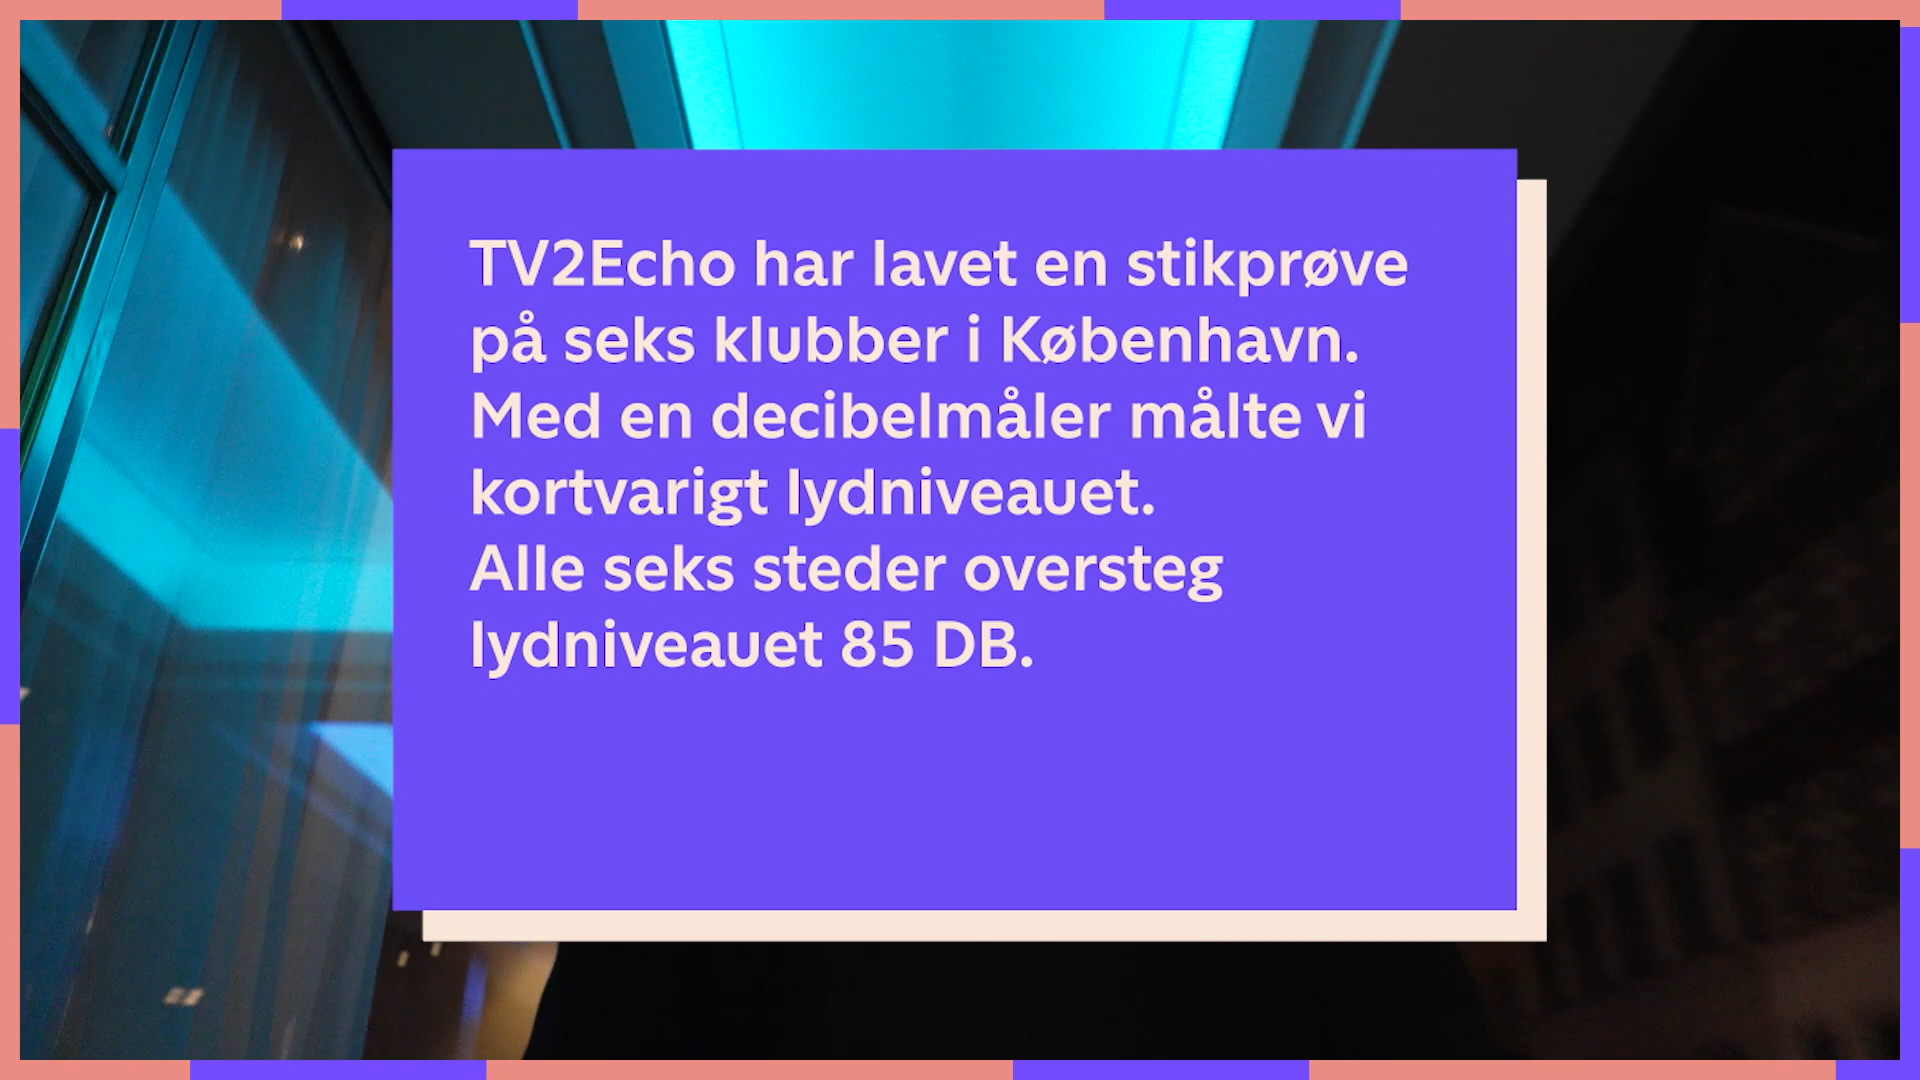 TV2Echo har lavet en stikprøve
på seks klubber i København.
Med en decibelmåler målte vi
kortvarigt lydniveauet.
Alle seks steder oversteg
lydniveauet 85 DB.